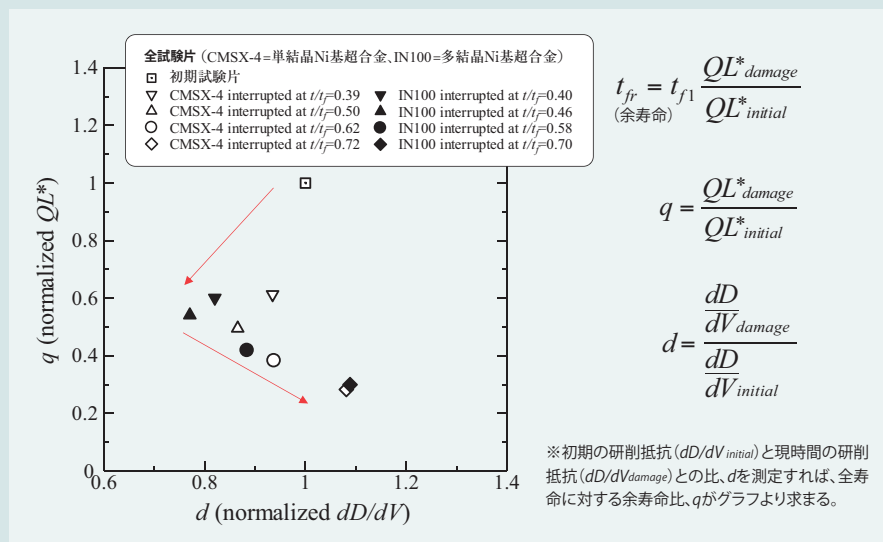 全試験片（CMSX-4=単結晶Ni基超合金、IN100=多結晶Ni基超合金）
初期試験片
CMSX-4 interrupted at t/tf=0.39
IN100 interrupted at t/tf=0.40
CMSX-4 interrupted at t/tf=0.50
IN100 interrupted at t/tf=0.46
CMSX-4 interrupted at t/tf=0.62
IN100 interrupted at t/tf=0.58
CMSX-4 interrupted at t/tf=0.72
IN100 interrupted at t/tf=0.70
1.4
1.2
1
0.8
0.6
0.4
0.2
0
q (normalized QL*)
0.6
0.8
1
1.2
1.4
d (normalized dD/dV)
tfr = tf1 QL*damage / QL*initial
（余寿命）
q = QL*damage / QL*initial
d = dD/dV damage / dD/dV initial
※初期の研削抵抗（dD/dV initial）と現時間の研削
抵抗（dD/dVdamage）との比、dを測定すれば、全寿
命に対する余寿命比、qがグラフより求まる。